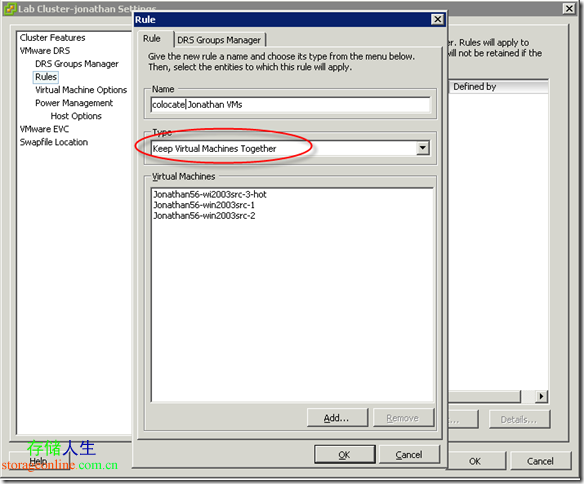 Lab Cluster-jonathan Settings
Cluster Features
VMware DRS
DRS Groups Manager
Rules
Virtual Machine Options
Power Management
Host Options
VMware EVC
Swapfile Location
Rule
Rule
DRS Groups Manager
Give the new rule a name and choose its type from the menu below.
Then, select the entities to which this rule will apply.
Name
colocate Jonathan VMs
Type
Keep Virtual Machines Together
Virtual Machines
Jonathan56-wi2003src-3-hot
Jonathan56-win2003src-1
Jonathan56-win2003src-2
Add...
Remove
OK
Cancel
er. Rules will apply to
will not be retained if the
Defined by
Details...
Help
OK
Cancel
存储人生
storageonline.com.cn